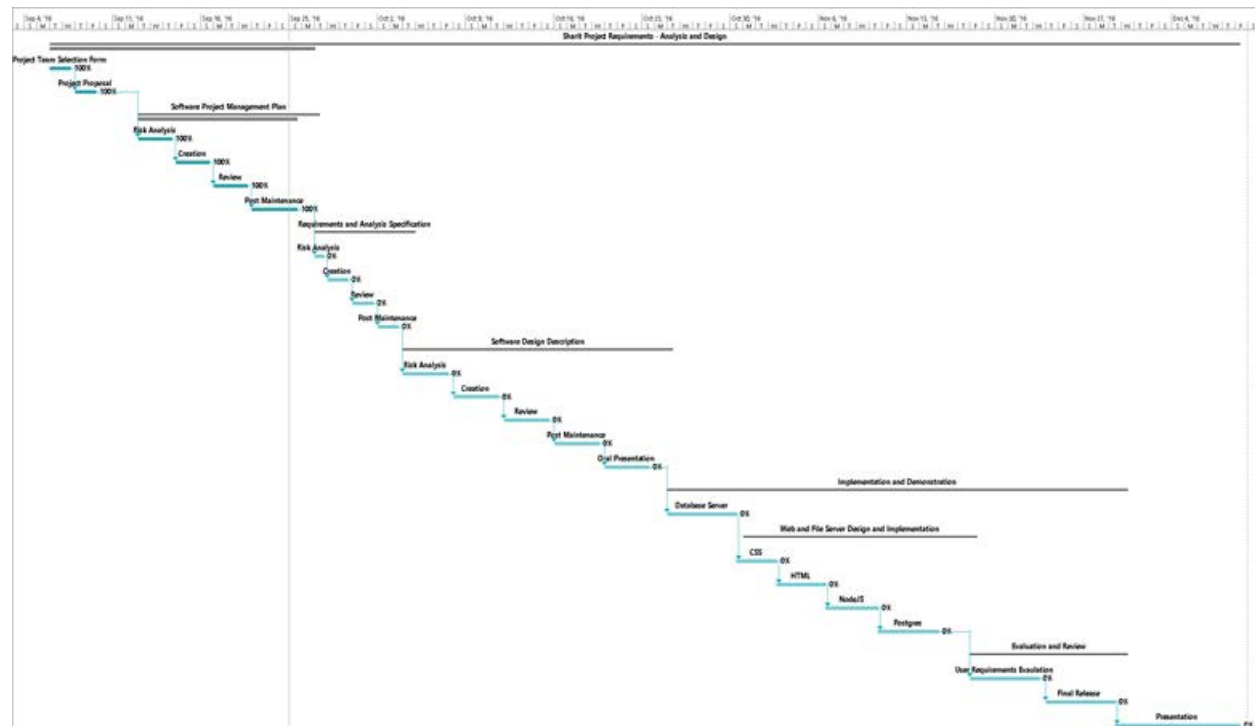 Sep 4, '16 Sep 11, '16 Sep 18, '16 Sep 25, '16 Oct 2, '16 Oct 9, '16 Oct 16, '16 Oct 23, '16 Oct 30, '16 Nov 6, '16 Nov 13, '16 Nov 20, '16 Nov 27, '16 Dec 4, '16
Sharit Project Requirements - Analysis and Design
Project Team Selection Form
100%
Project Proposal
100%
Software Project Management Plan
Risk Analysis
100%
Creation
100%
Review
100%
Post Maintenance
100%
Requirements and Analysis Specification
Risk Analysis
0%
Creation
0%
Review
0%
Post Maintenance
0%
Software Design Description
Risk Analysis
0%
Creation
0%
Review
0%
Post Maintenance
0%
Oral Presentation
0%
Implementation and Demonstration
Database Server
0%
Web and File Server Design and Implementation
CSS
0%
HTML
0%
NodeJS
0%
Postgres
0%
Evaluation and Review
User Requirements Evaulation
0%
Final Release
0%
Presentation
0%